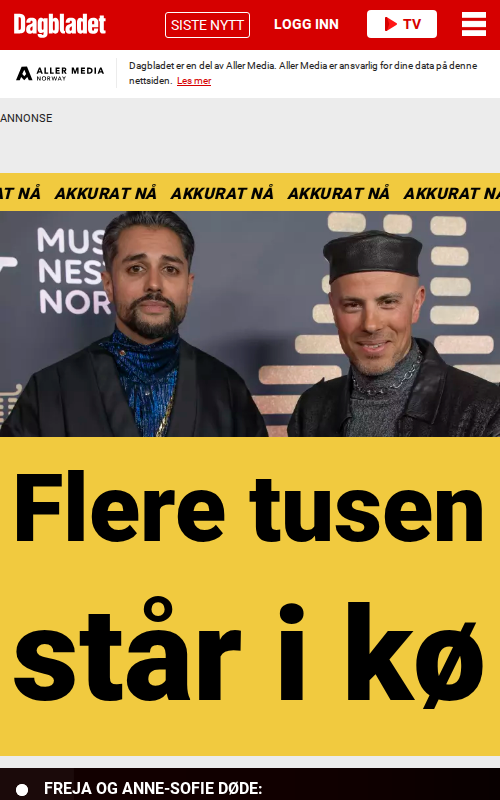 Dagbladet
SISTE NYTT
LOGG INN
TV
ALLER MEDIA
NORWAY
Dagbladet er en del av Aller Media. Aller Media er ansvarlig for dine data på denne
nettsiden. Les mer
ANNONSE
AT NÅ AKKURAT NÅ AKKURAT NÅ AKKURAT NÅ AKKURAT NÅ
MUS
NEST
NOR
Flere tusen
står i kø
FREJA OG ANNE-SOFIE DØDE: